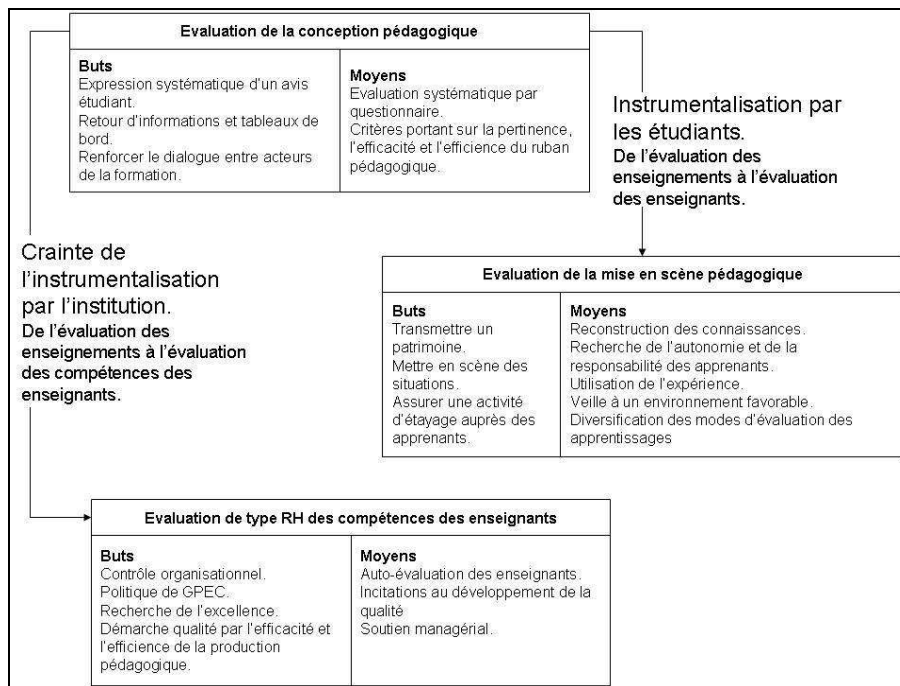 Evaluation de la conception pédagogique
Buts
Expression systématique d'un avis
étudiant.
Retour d'informations et tableaux de
bord.
Renforcer le dialogue entre acteurs
de la formation.
Moyens
Evaluation systématique par
questionnaire.
Critères portant sur la pertinence,
l'efficacité et l'efficience du ruban
pédagogique.
Instrumentalisation par
les étudiants.
De l'évaluation des
enseignements à l'évaluation
des enseignants.
Crainte de
l'instrumentalisation
par l'institution.
De l'évaluation des
enseignements à l'évaluation
des compétences des
enseignants.
Evaluation de la mise en scène pédagogique
Buts
Transmettre un
patrimoine.
Mettre en scène des
situations.
Assurer une activité
d'étayage auprès des
apprenants.
Moyens
Reconstruction des connaissances.
Recherche de l'autonomie et de la
responsabilité des apprenants.
Utilisation de l'expérience.
Veille à un environnement favorable.
Diversification des modes d'évaluation des
apprentissages
Evaluation de type RH des compétences des enseignants
Buts
Contrôle organisationnel.
Politique de GPEC.
Recherche de l'excellence.
Démarche qualité par l'efficacité et
l'efficience de la production
pédagogique.
Moyens
Auto-évaluation des enseignants.
Incitations au développement de la
qualité
Soutien managérial.